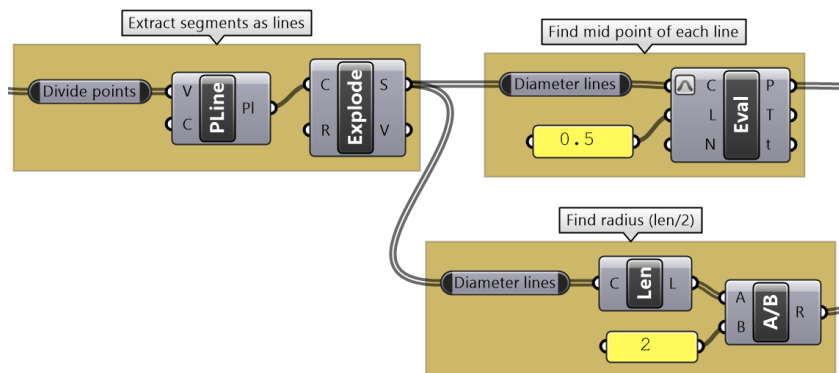 Extract segments as lines
Divide points
V
C
PLine
Pl
C
R
Explode
S
V
Find mid point of each line
Diameter lines
0.5
C
L
N
Eval
P
T
t
Find radius (len/2)
Diameter lines
C
Len
L
2
A
B
A/B
R